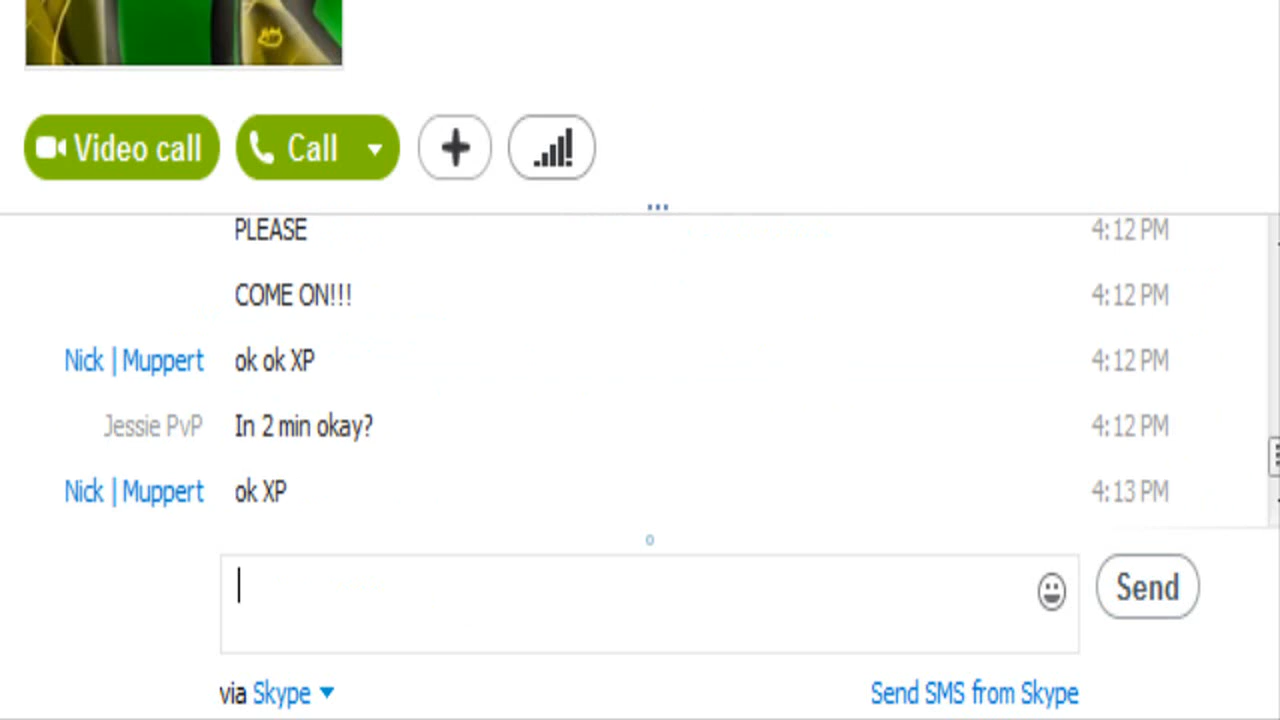 Video call Call
PLEASE 4:12 PM
COME ON!!! 4:12 PM
Nick | Muppert ok ok XP 4:12 PM
Jessie PvP In 2 min okay? 4:12 PM
Nick | Muppert ok XP 4:13 PM
Send
via Skype Send SMS from Skype